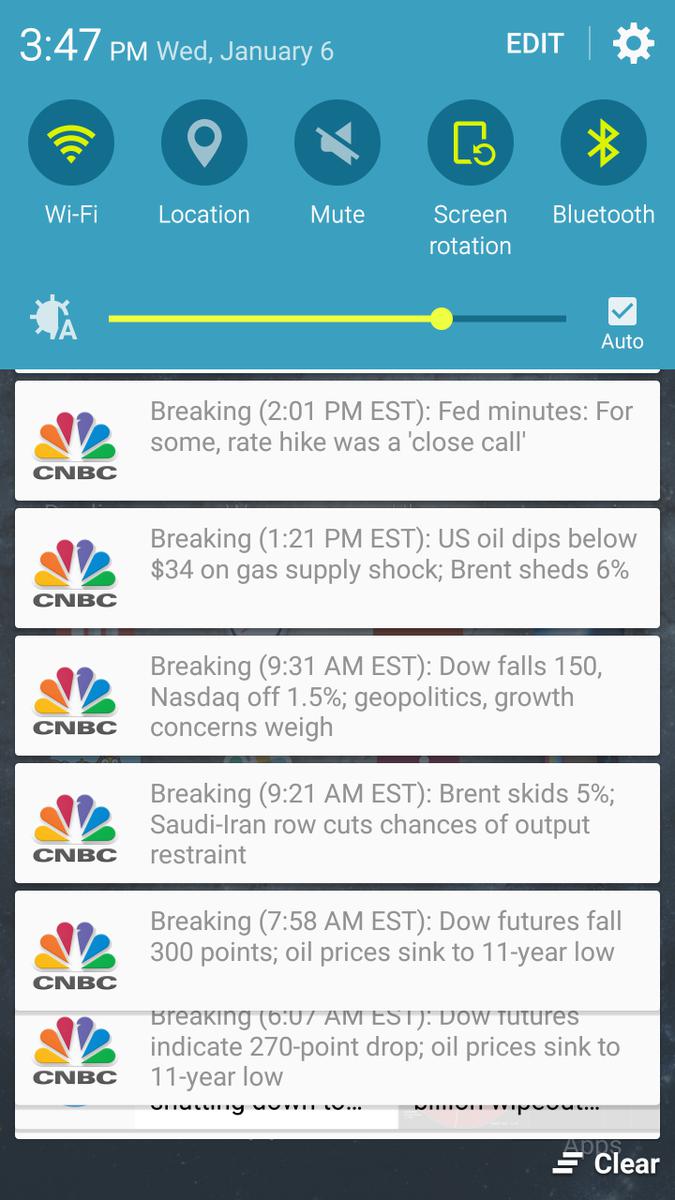 3:47 PM Wed, January 6
EDIT
Wi-Fi
Location
Mute
Screen
rotation
Bluetooth
A
Auto
CNBC
Breaking (2:01 PM EST): Fed minutes: For
some, rate hike was a 'close call'
CNBC
Breaking (1:21 PM EST): US oil dips below
$34 on gas supply shock; Brent sheds 6%
CNBC
Breaking (9:31 AM EST): Dow falls 150,
Nasdaq off 1.5%; geopolitics, growth
concerns weigh
CNBC
Breaking (9:21 AM EST): Brent skids 5%;
Saudi-Iran row cuts chances of output
restraint
CNBC
Breaking (7:58 AM EST): Dow futures fall
300 points; oil prices sink to 11-year low
CNBC
Breaking (6:07 AM EST): Dow futures
indicate 270-point drop; oil prices sink to
11-year low
shutting down to...
billion wipeout...
Apps
Clear